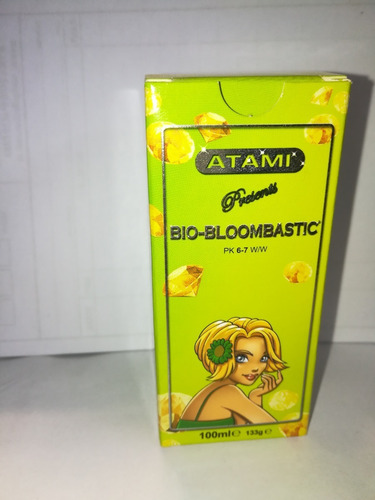 ATAMI
Presents
BIO-BLOOMBASTIC®
PK 6-7 W/W
100ml℮ 133g℮